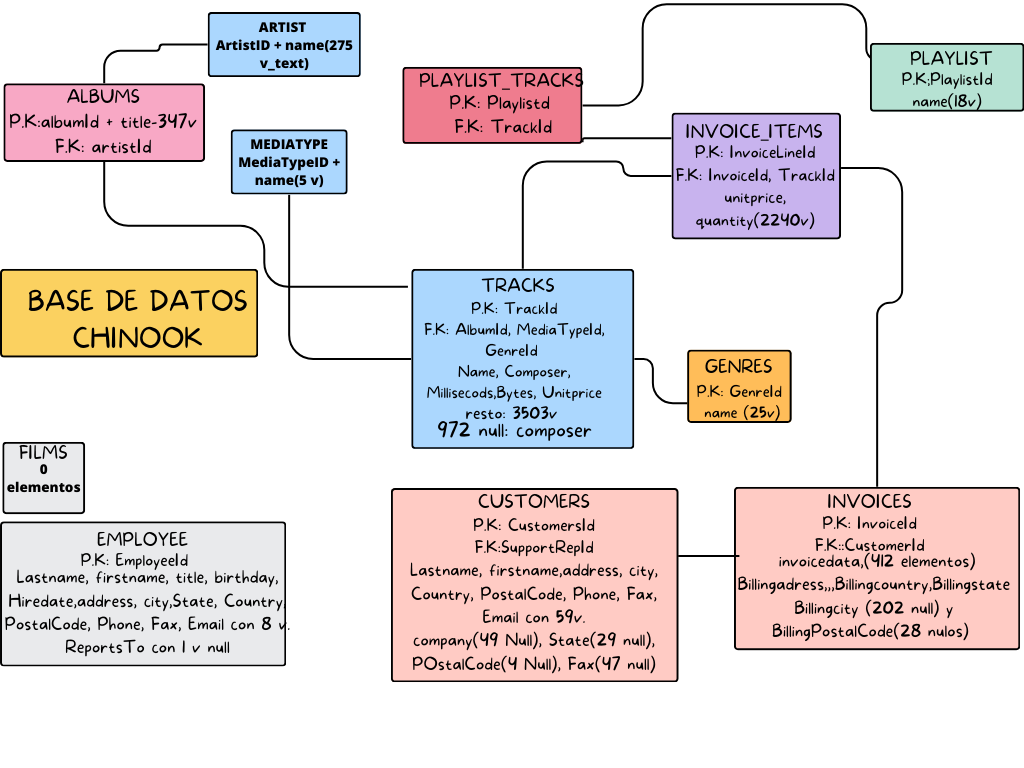 ARTIST
ArtistID + name(275
v_text)
PLAYLIST
P.K;PlaylistId
name(18v)
PLAYLIST_TRACKS
P.K: Playlistd
F.K: TrackId
ALBUMS
P.K:albumId + title-347v
F.K: artistId
MEDIATYPE
MediaTypeID +
name(5 v)
INVOICE_ITEMS
P.K: InvoiceLineId
F.K: InvoiceId, TrackId
unitprice,
quantity(2240v)
BASE DE DATOS
CHINOOK
TRACKS
P.K: TrackId
F.K: AlbumId, MediaTypeId,
GenreId
Name, Composer,
Millisecods,Bytes, Unitprice
resto: 3503v
972 null: composer
GENRES
P.K: GenreId
name (25v)
FILMS
0
elementos
EMPLOYEE
P.K: EmployeeId
Lastname, firstname, title, birthday,
Hiredate,address, city,State, Country,
PostalCode, Phone, Fax, Email con 8 v.
ReportsTo con 1 v null
CUSTOMERS
P.K: CustomersId
F.K:SupportRepId
Lastname, firstname,address, city,
Country, PostalCode, Phone, Fax,
Email con 59v.
company(49 Null), State(29 null),
POstalCode(4 Null), Fax(47 null)
INVOICES
P.K: InvoiceId
F.K::CustomerId
invoicedata,(412 elementos)
Billingadress,,,Billingcountry,Billingstate
Billingcity (202 null) y
BillingPostalCode(28 nulos)